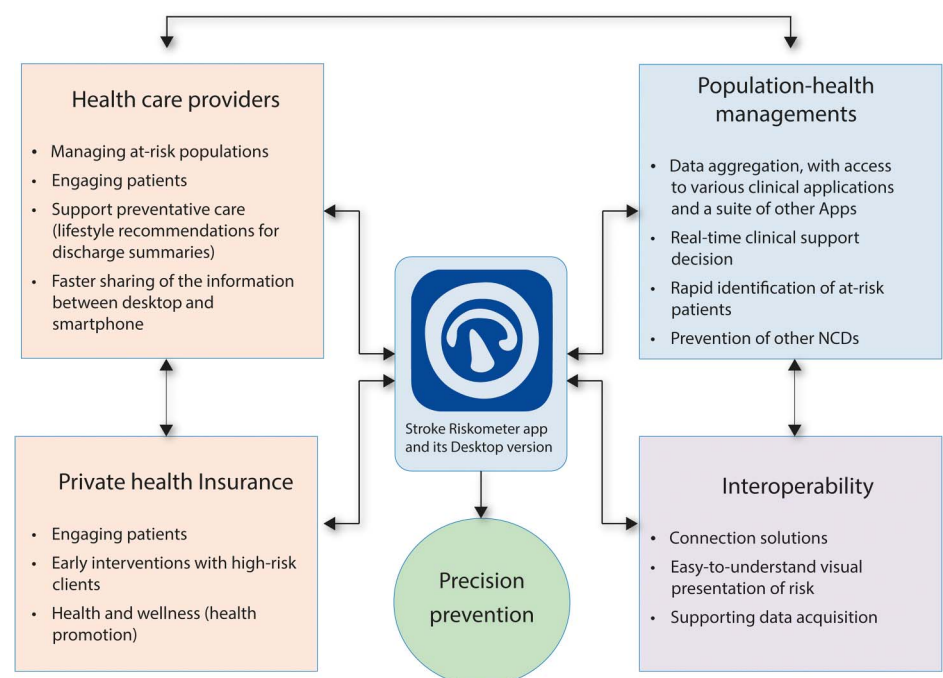 Health care providers
• Managing at-risk populations
• Engaging patients
• Support preventative care
(lifestyle recommendations for
discharge summaries)
• Faster sharing of the information
between desktop and
smartphone
Population-health
managements
• Data aggregation, with access
to various clinical applications
and a suite of other Apps
• Real-time clinical support
decision
• Rapid identification of at-risk
patients
• Prevention of other NCDs
Stroke Riskometer app
and its Desktop version
Private health Insurance
• Engaging patients
• Early interventions with high-risk
clients
• Health and wellness (health
promotion)
Precision
prevention
Interoperability
• Connection solutions
• Easy-to-understand visual
presentation of risk
• Supporting data acquisition